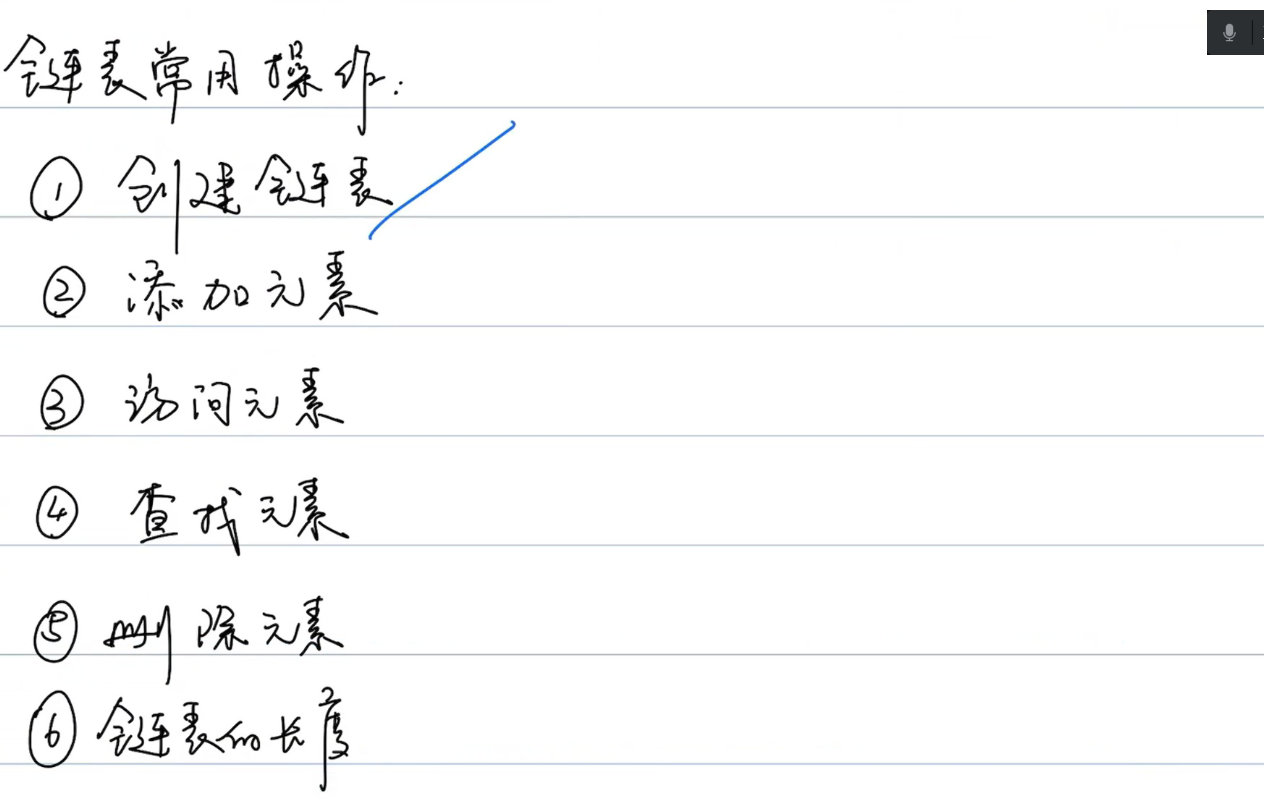 链表常用操作:
① 创建链表
② 添加元素
③ 访问元素
④ 查找元素
⑤ 删除元素
⑥ 链表的长度